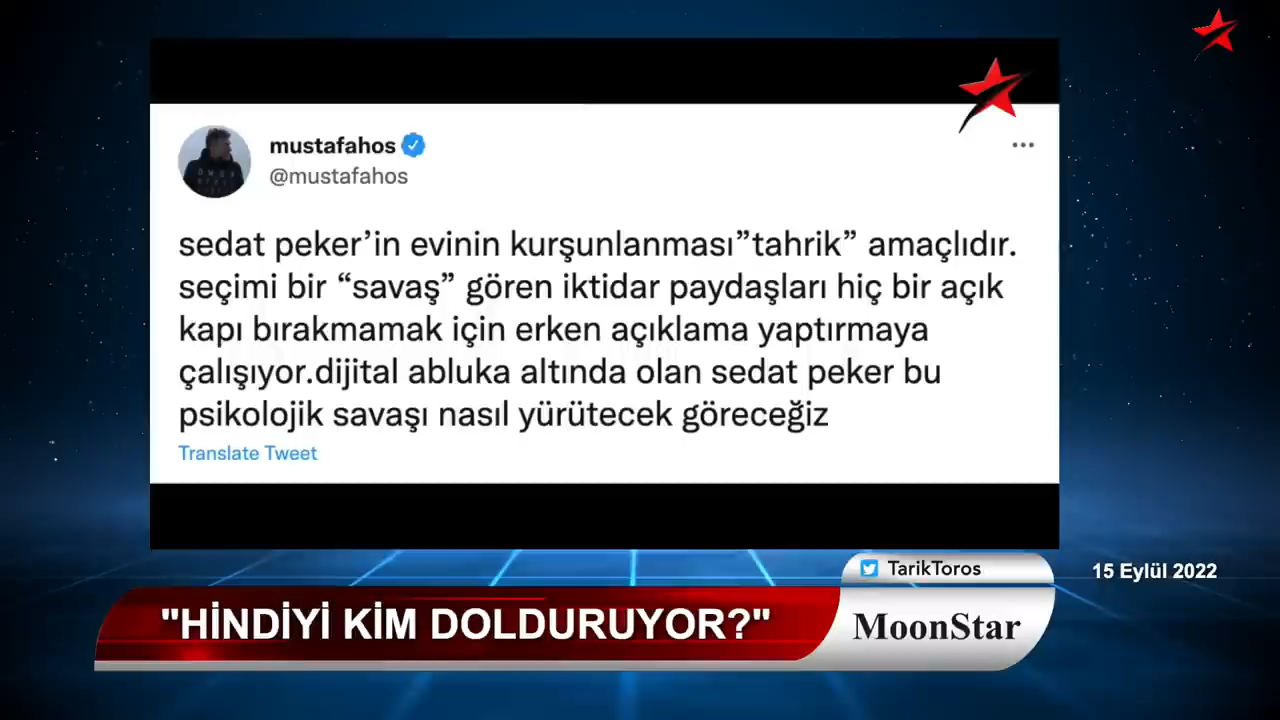 mustafahos
@mustafahos
sedat peker’in evinin kurşunlanması”tahrik” amaçlıdır.
seçimi bir “savaş” gören iktidar paydaşları hiç bir açık
kapı bırakmamak için erken açıklama yaptırmaya
çalışıyor.dijital abluka altında olan sedat peker bu
psikolojik savaşı nasıl yürütecek göreceğiz
Translate Tweet
TarikToros
15 Eylül 2022
"HİNDİYİ KİM DOLDURUYOR?"
MoonStar